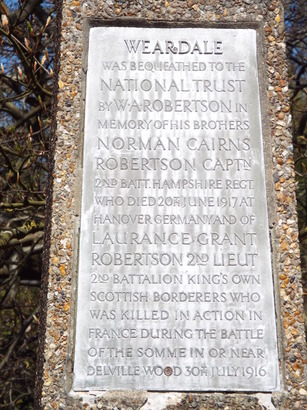 WEARDALE
WAS BEQUEATHED TO THE
NATIONAL TRUST
BY W.A.ROBERTSON IN
MEMORY OF HIS BROTHERS
NORMAN CAIRNS
ROBERTSON CAPTN
2ND BATT. HAMPSHIRE REGT.
WHO DIED 20TH JUNE 1917 AT
HANOVER GERMANY AND OF
LAURANCE GRANT
ROBERTSON 2ND LIEUT
2ND BATTALION KING'S OWN
SCOTTISH BORDERERS WHO
WAS KILLED IN ACTION IN
FRANCE DURING THE BATTLE
OF THE SOMME IN OR NEAR
DELVILLE WOOD 30TH JULY 1916